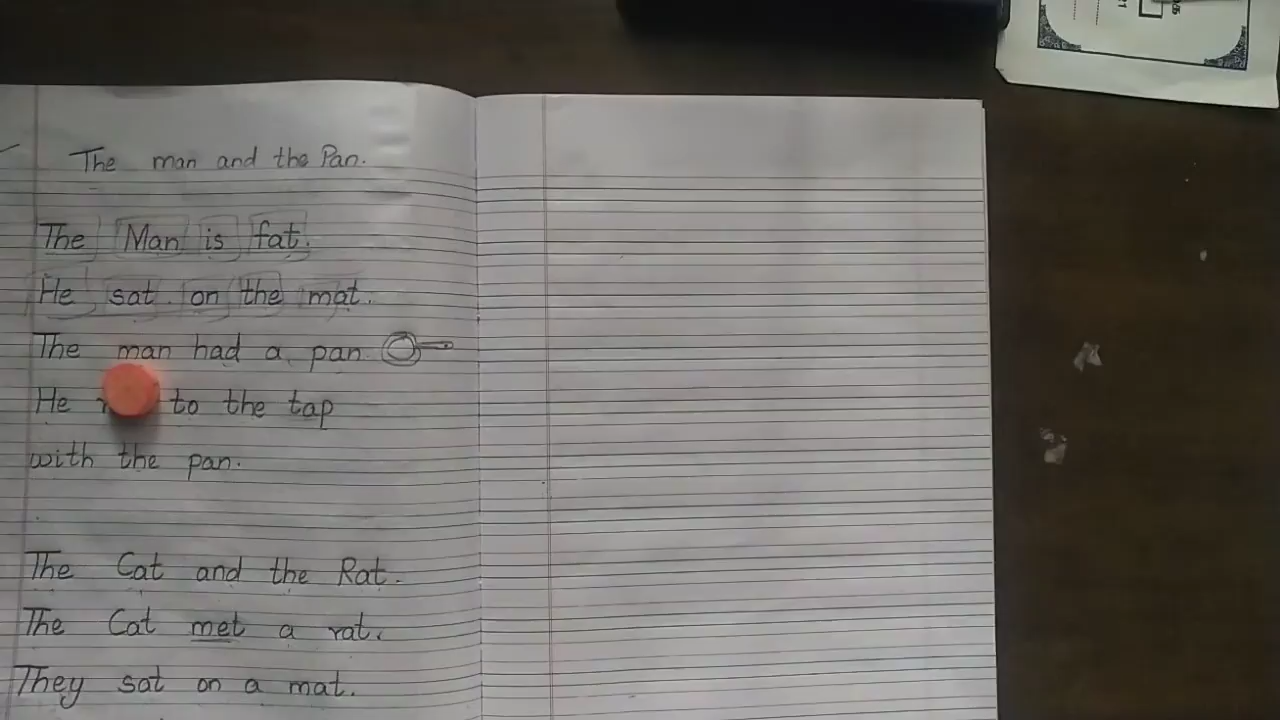 The man and the Pan.
The Man is fat.
He sat on the mat.
The man had a pan
He to the tap
with the pan.
The Cat and the Rat.
The Cat met a rat.
They sat on a mat.